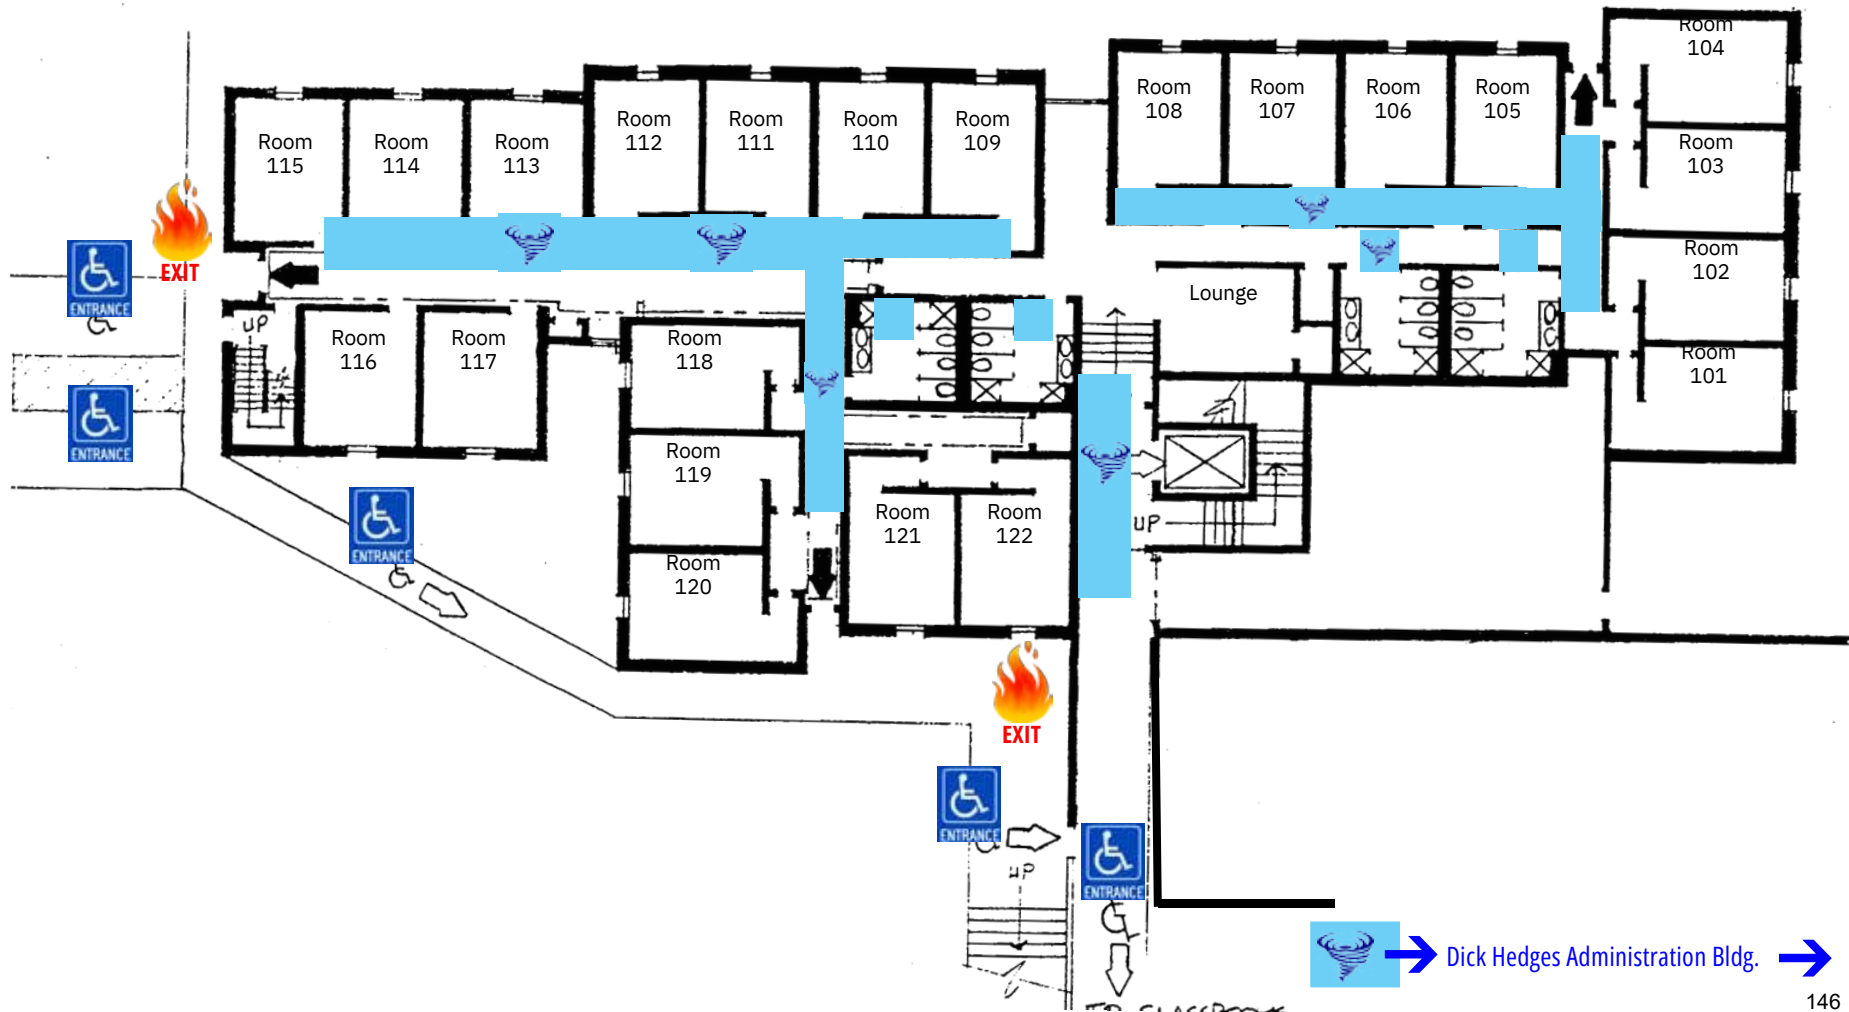 Room
104
Room
108
Room
107
Room
106
Room
105
Room
112
Room
111
Room
110
Room
109
Room
115
Room
114
Room
113
Room
103
Room
102
Room
101
EXIT
ENTRANCE
UP
Lounge
Room
116
Room
117
Room
118
ENTRANCE
Room
119
ENTRANCE
Room
121
Room
122
UP
Room
120
EXIT
ENTRANCE
UP
ENTRANCE
Dick Hedges Administration Bldg.
146